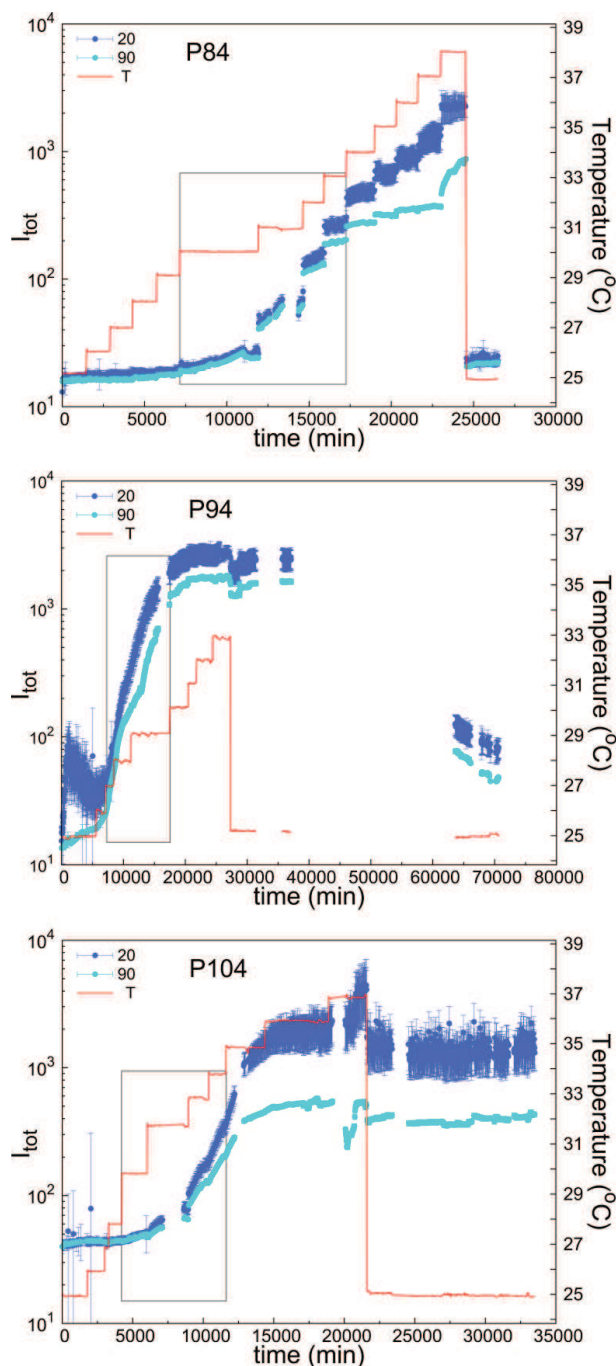 10⁴
20
90
T
P84
39
37
10³
35
33
I_tot
31
10²
29
27
25
10¹
Temperature (°C)
0 5000 10000 15000 20000 25000 30000
time (min)
10⁴
20
90
T
P94
39
37
10³
35
33
I_tot
31
10²
29
27
25
10¹
Temperature (°C)
0 10000 20000 30000 40000 50000 60000 70000 80000
time (min)
10⁴
20
90
T
P104
39
37
10³
35
33
I_tot
31
10²
29
27
25
10¹
Temperature (°C)
0 5000 10000 15000 20000 25000 30000 35000
time (min)